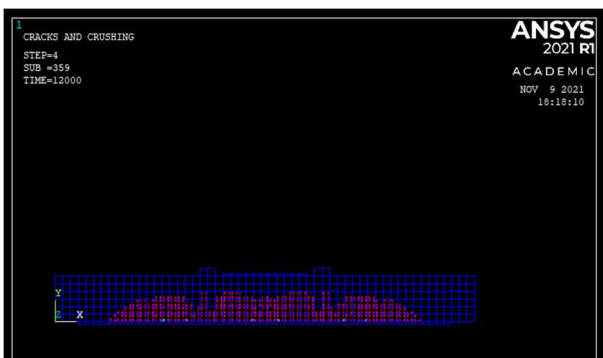 1
CRACKS AND CRUSHING
STEP=4
SUB =359
TIME=12000
ANSYS
2021 R1
ACADEMIC
NOV 9 2021
18:18:10
Y
Z X